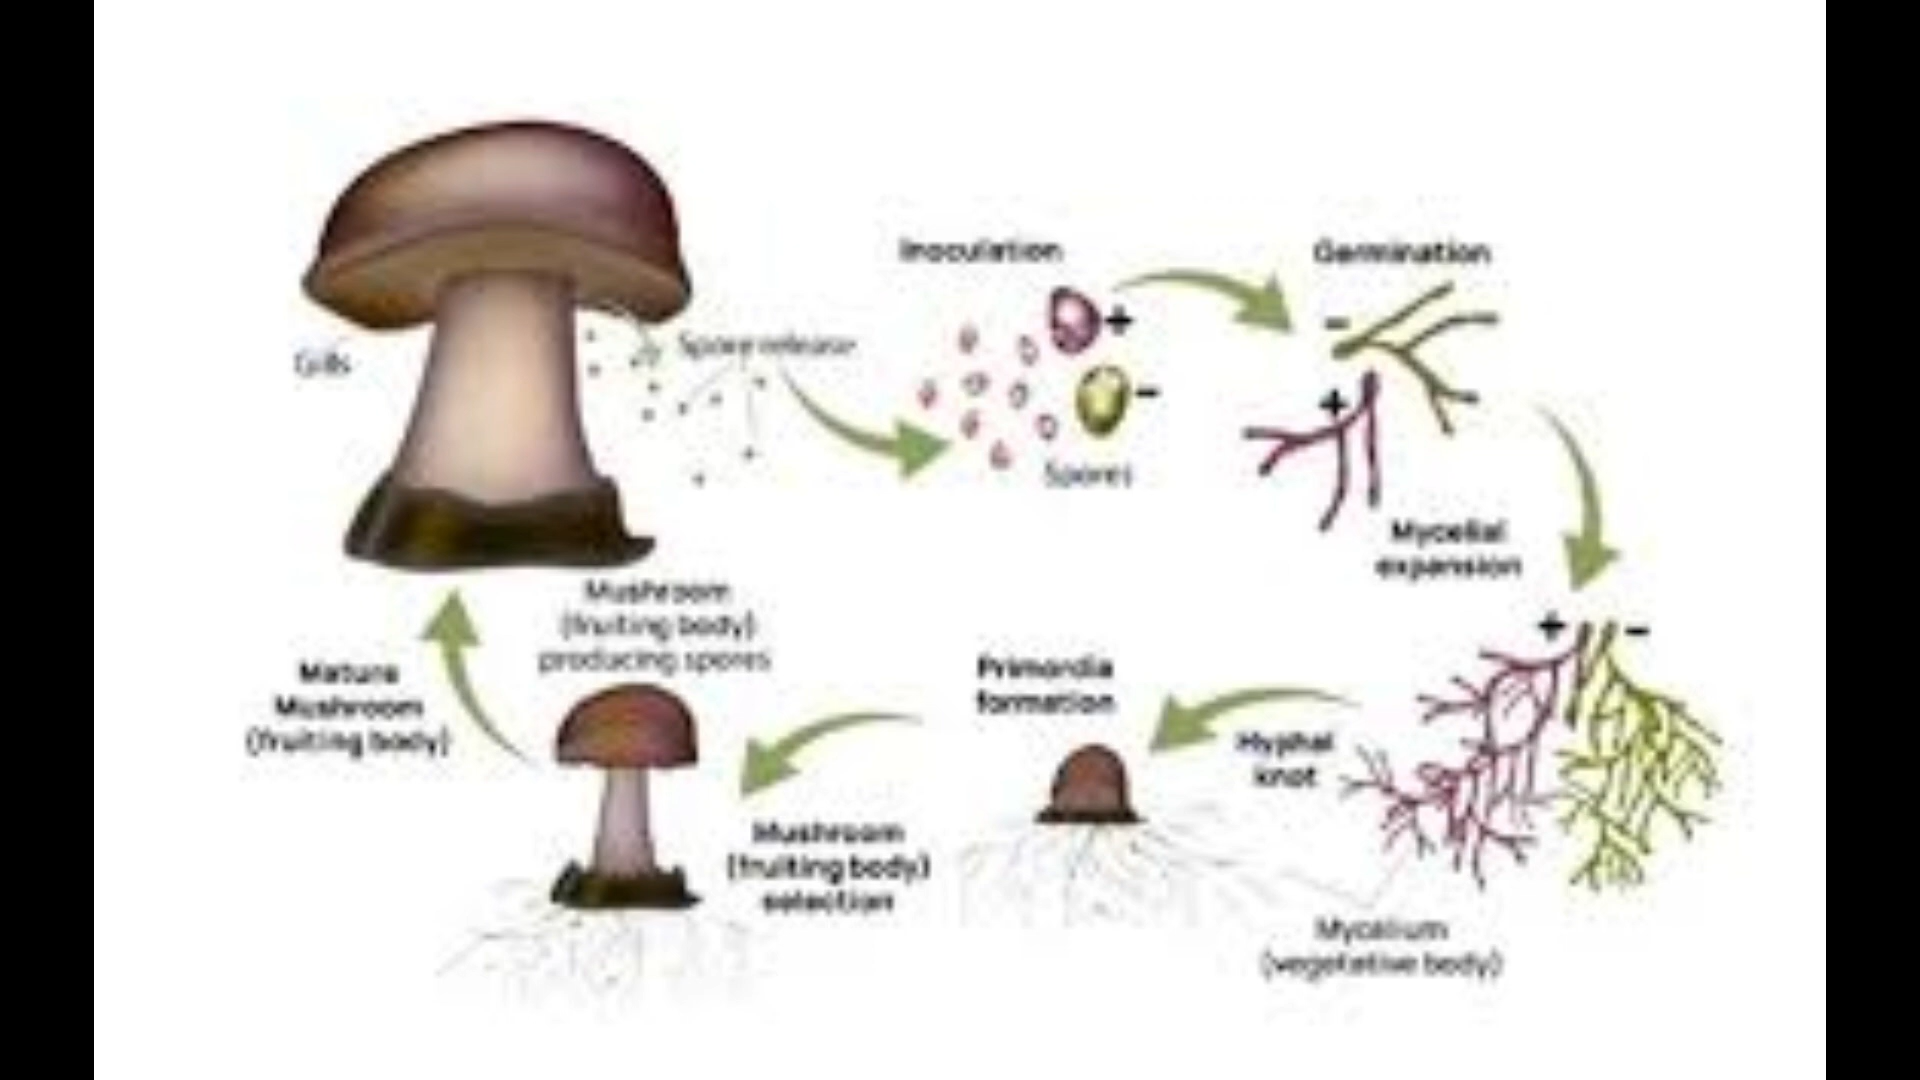 Inoculation
Germination
Gills
Spore release
+
-
-
+
Spores
Mycelial
expansion
+
-
Mushroom
(fruiting body)
producing spores
Mature
Mushroom
(fruiting body)
Primordia
formation
Hyphal
knot
Mushroom
(fruiting body)
selection
Mycelium
(vegetative body)